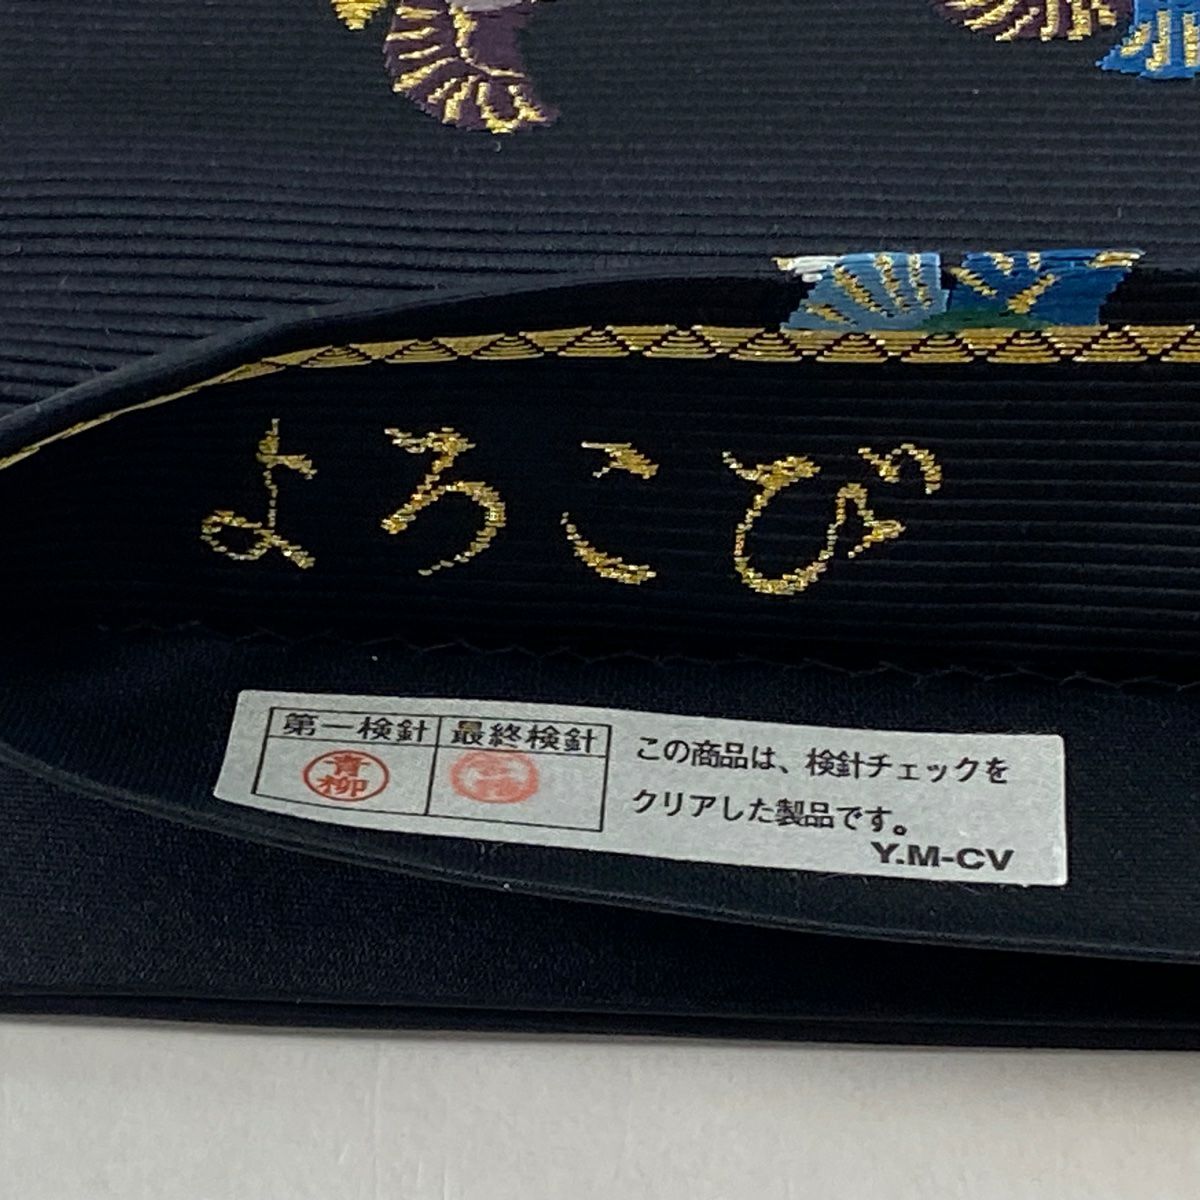 よろこび
第一検針 最終検針
青柳
この商品は、検針チェックを
クリアした製品です。
Y.M-CV